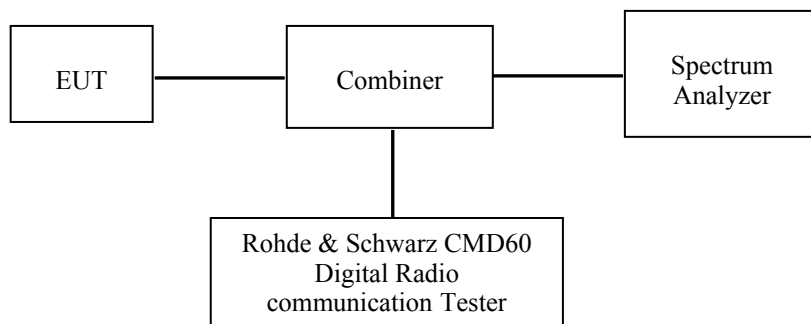 EUT
Combiner
Spectrum
Analyzer
Rohde & Schwarz CMD60
Digital Radio
communication Tester